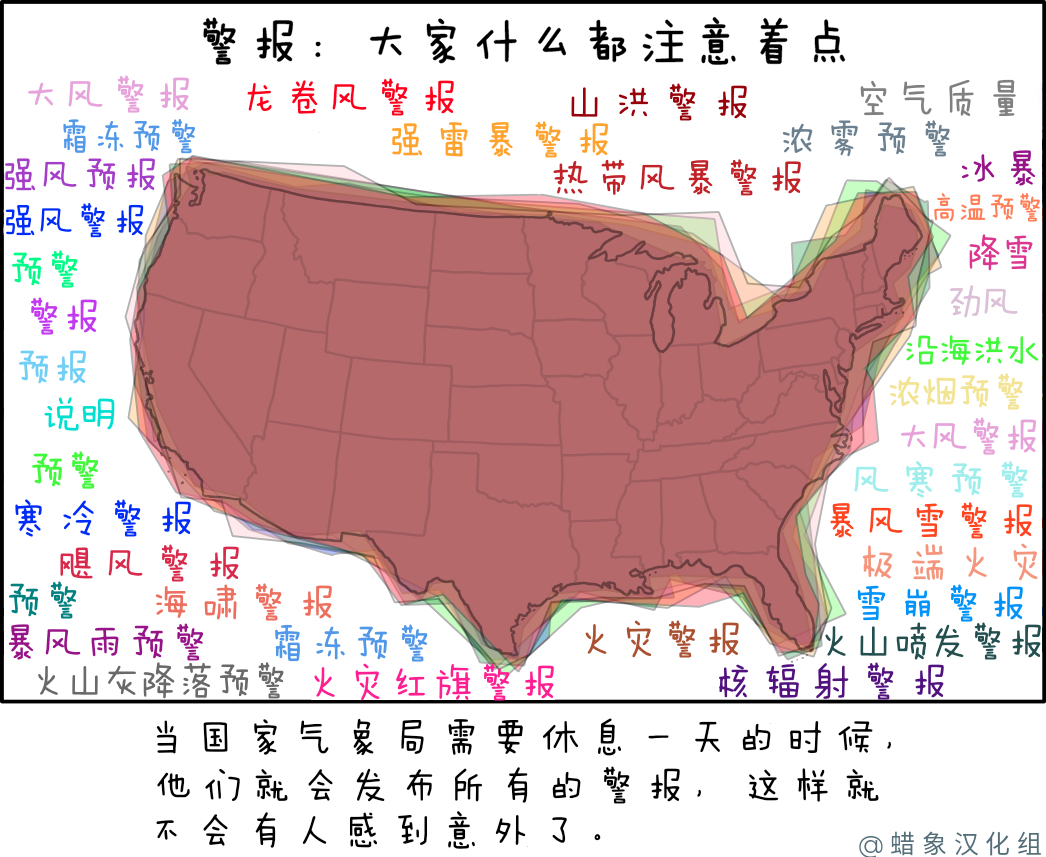 警报：大家什么都注意着点
大风警报
龙卷风警报
山洪警报
空气质量
霜冻预警
强雷暴警报
浓雾预警
强风预报
热带风暴警报
冰暴
强风警报
高温预警
预警
降雪
警报
劲风
预报
沿海洪水
说明
浓烟预警
预警
大风警报
风寒预警
寒冷警报
暴风雪警报
飓风警报
极端火灾
预警
海啸警报
雪崩警报
暴风雨预警
霜冻预警
火灾警报
火山喷发警报
火山灰降落预警
火灾红旗警报
核辐射警报
当国家气象局需要休息一天的时候，
他们就会发布所有的警报，这样就
不会有人感到意外了。
@蜡象汉化组